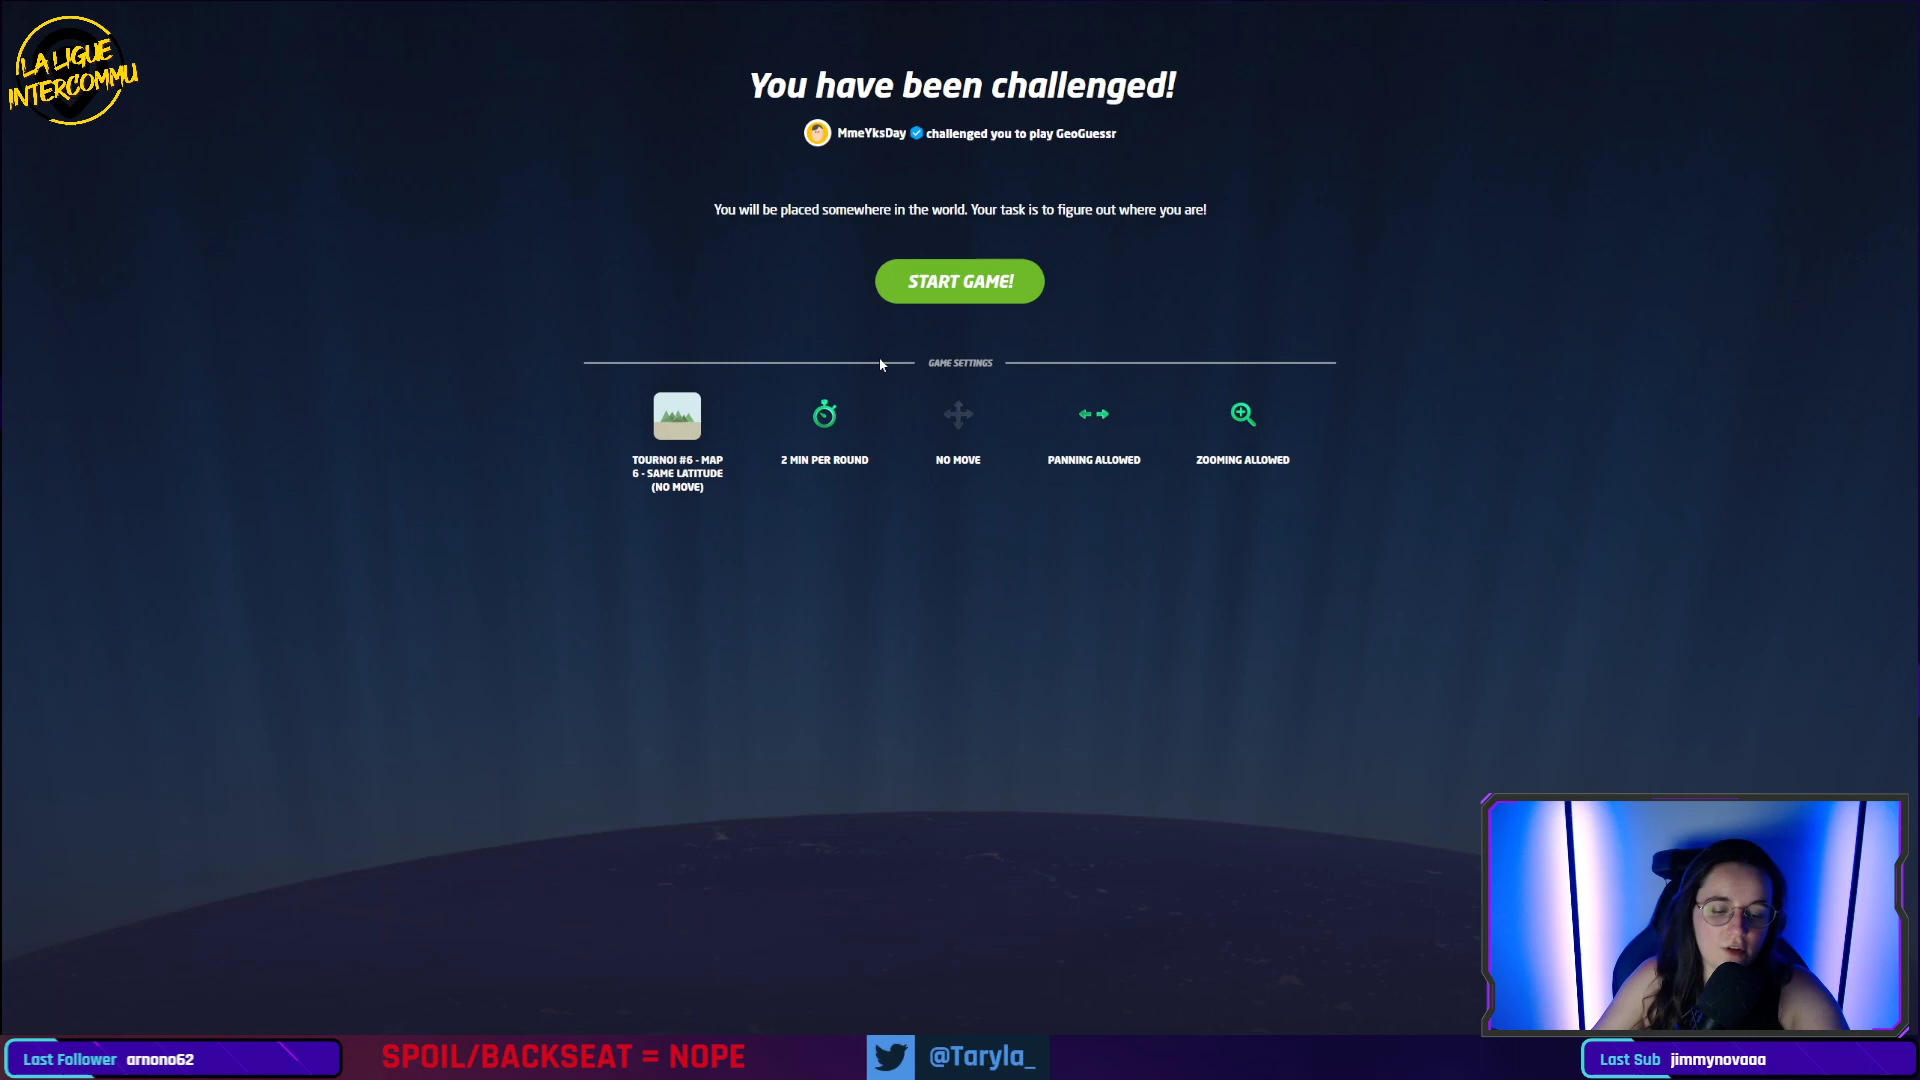 LA LIGUE
INTERCOMMU
You have been challenged!
MmeYksDay challenged you to play GeoGuessr
You will be placed somewhere in the world. Your task is to figure out where you are!
START GAME!
GAME SETTINGS
TOURNOI #6 - MAP
6 - SAME LATITUDE
(NO MOVE)
2 MIN PER ROUND
NO MOVE
PANNING ALLOWED
ZOOMING ALLOWED
Last Follower arnono62
SPOIL/BACKSEAT = NOPE
@Taryla_
Last Sub jimmynovaaa